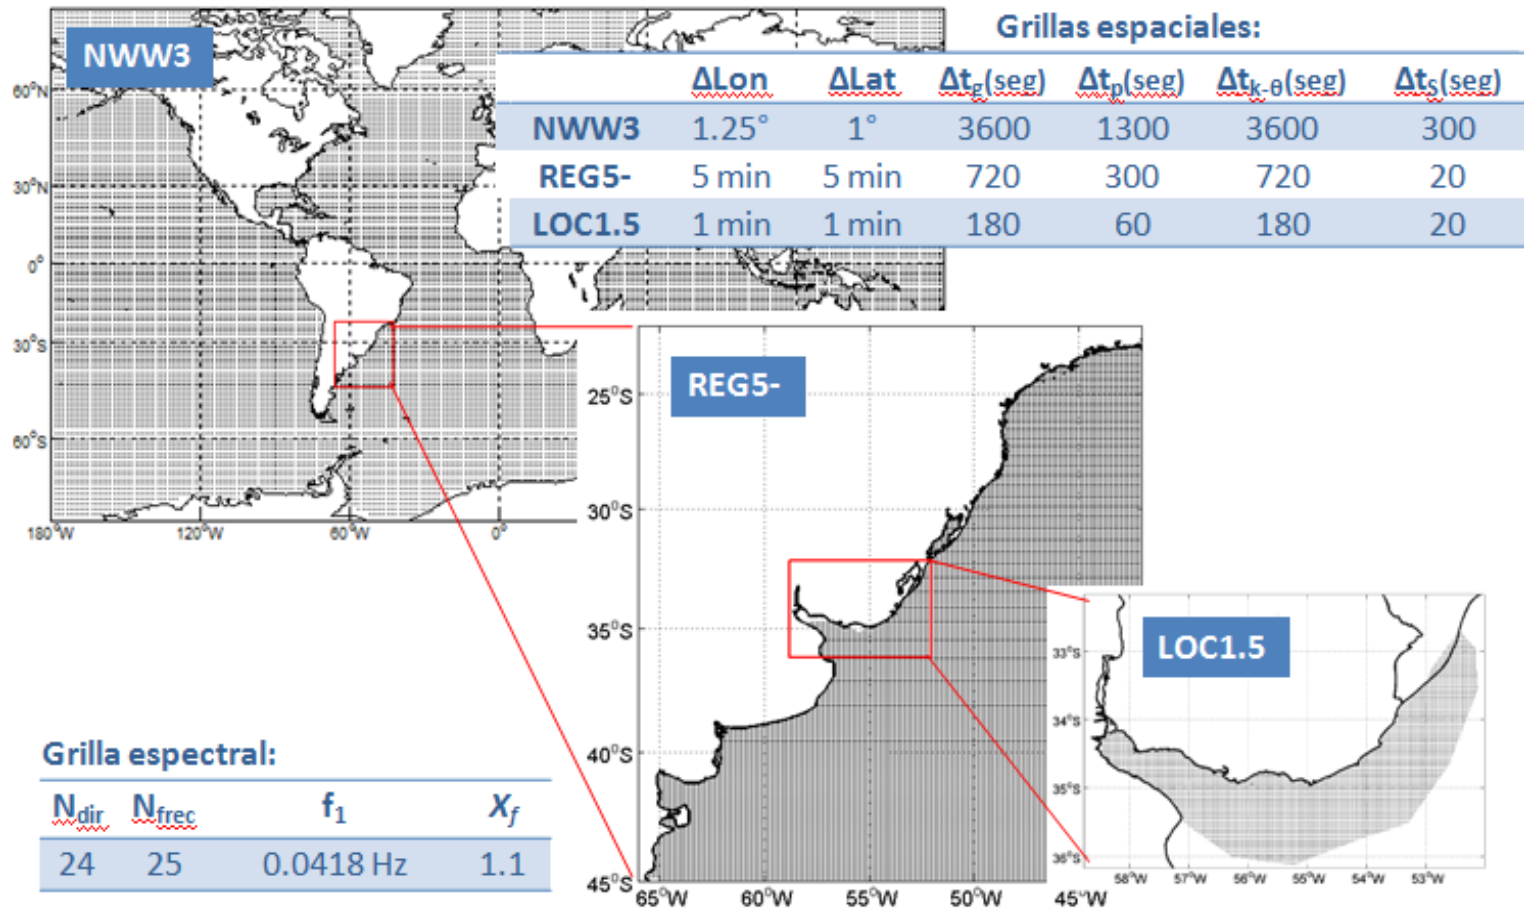 Grillas espaciales:
NWW3
ΔLon ΔLat Δtg(seg) Δtp(seg) Δtk-θ(seg) ΔtS(seg)
NWW3 1.25° 1° 3600 1300 3600 300
REG5- 5 min 5 min 720 300 720 20
LOC1.5 1 min 1 min 180 60 180 20
60°N
30°N
0°
30°S
60°S
180°W 120°W 60°W 0°
REG5-
25°S
30°S
35°S
40°S
45°S
65°W 60°W 55°W 50°W 45°W
LOC1.5
33°S
34°S
35°S
36°S
58°W 57°W 56°W 55°W 54°W 53°W
Grilla espectral:
Ndir Nfrec f1 Xf
24 25 0.0418 Hz 1.1